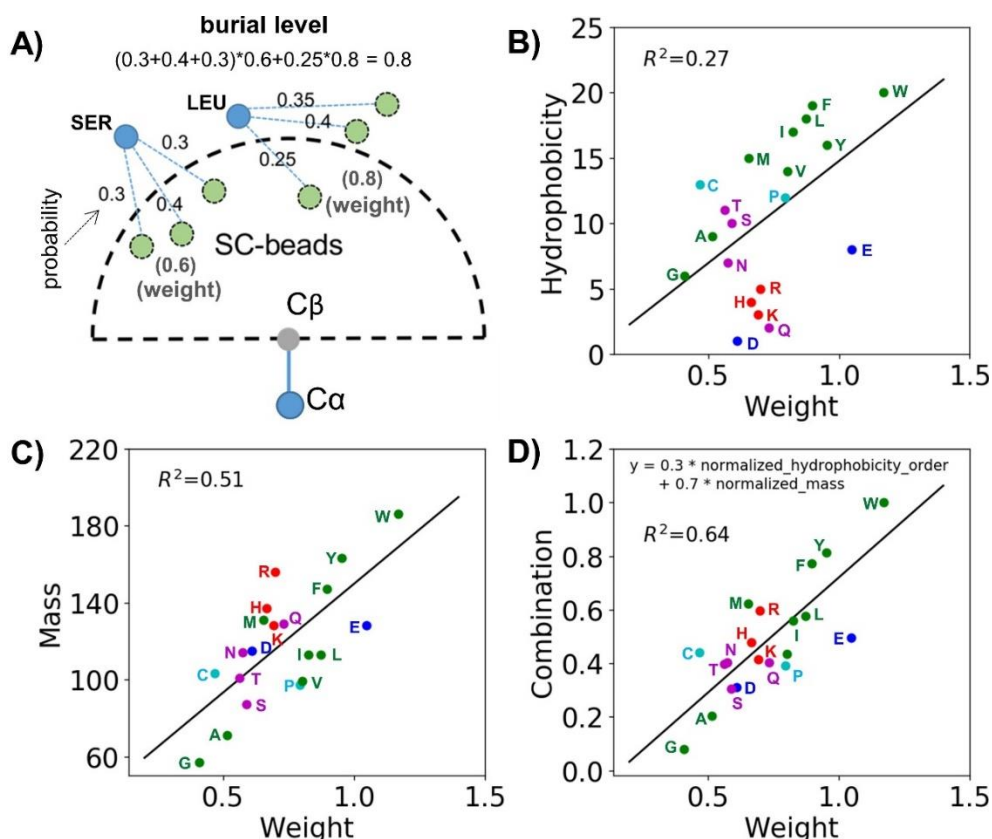 A)
burial level
(0.3+0.4+0.3)*0.6+0.25*0.8 = 0.8
SER
LEU
0.35
0.4
0.25
0.3
0.3
0.4
probability
(0.8)
(weight)
(0.6)
(weight)
SC-beads
Cβ
Cα
B)
R²=0.27
Hydrophobicity
25
20
15
10
5
0
W
F
L
I
Y
M
V
C
P
T
S
A
E
N
G
R
H
K
Q
D
0.5 1.0 1.5
Weight
C)
R²=0.51
Mass
220
180
140
100
60
W
Y
R
F
H
M
Q
E
K
N
D
I
L
C
T
P
V
S
A
G
0.5 1.0 1.5
Weight
D)
y = 0.3 * normalized_hydrophobicity_order
+ 0.7 * normalized_mass
R²=0.64
Combination
1.2
1.0
0.8
0.6
0.4
0.2
0.0
W
Y
F
M
R
L
I
H
E
C
N
K
T
Q
P
D
S
A
G
0.5 1.0 1.5
Weight